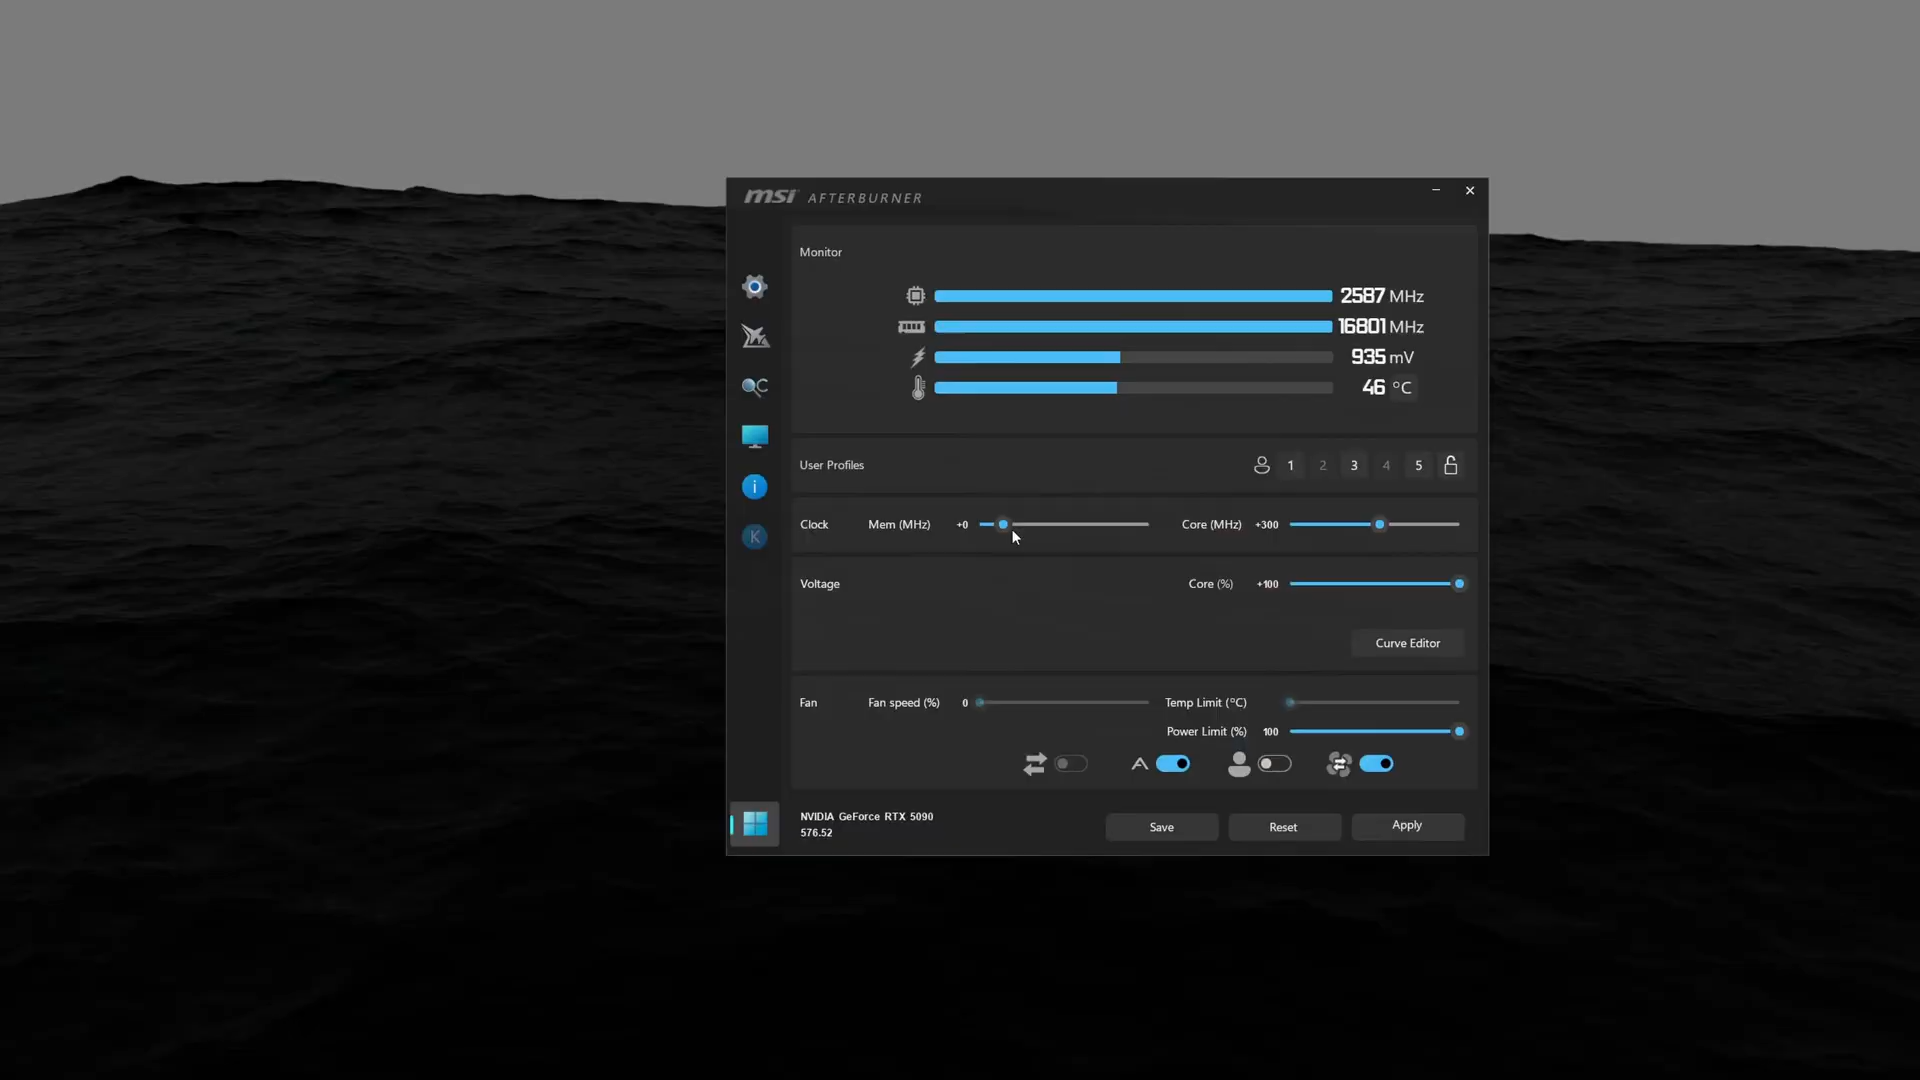 msi AFTERBURNER
Monitor
2587 MHz
16801 MHz
935 mV
46 °C
User Profiles 1 2 3 4 5
Clock Mem (MHz) +0 Core (MHz) +300
Voltage Core (%) +100
Curve Editor
Fan Fan speed (%) 0 Temp Limit (°C)
Power Limit (%) 100
NVIDIA GeForce RTX 5090
576.52
Save Reset Apply
C
i
K